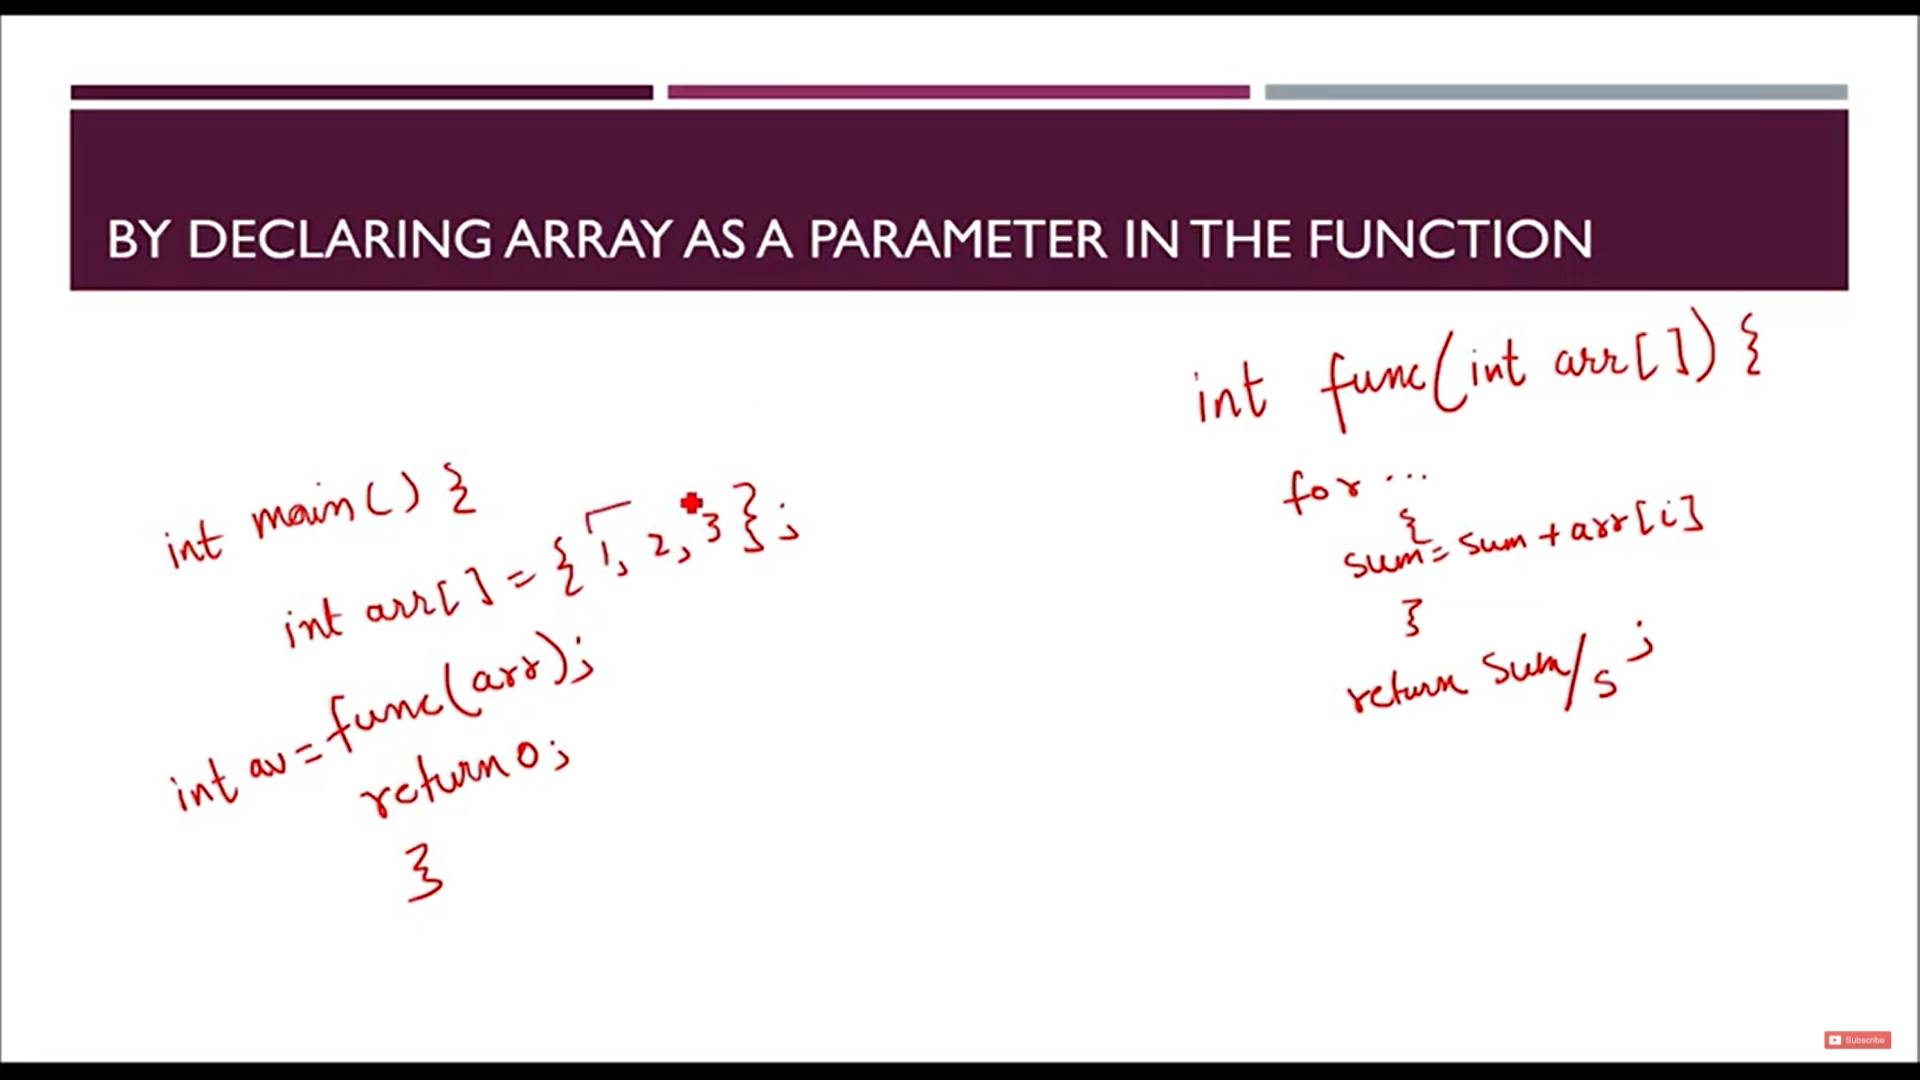 BY DECLARING ARRAY AS A PARAMETER IN THE FUNCTION
int main() {
int arr[] = {1, 2, 3};
int av = func(arr);
return 0;
}
int func(int arr[]) {
for ...
{
sum = sum + arr[i]
}
return sum/s;
Subscribe